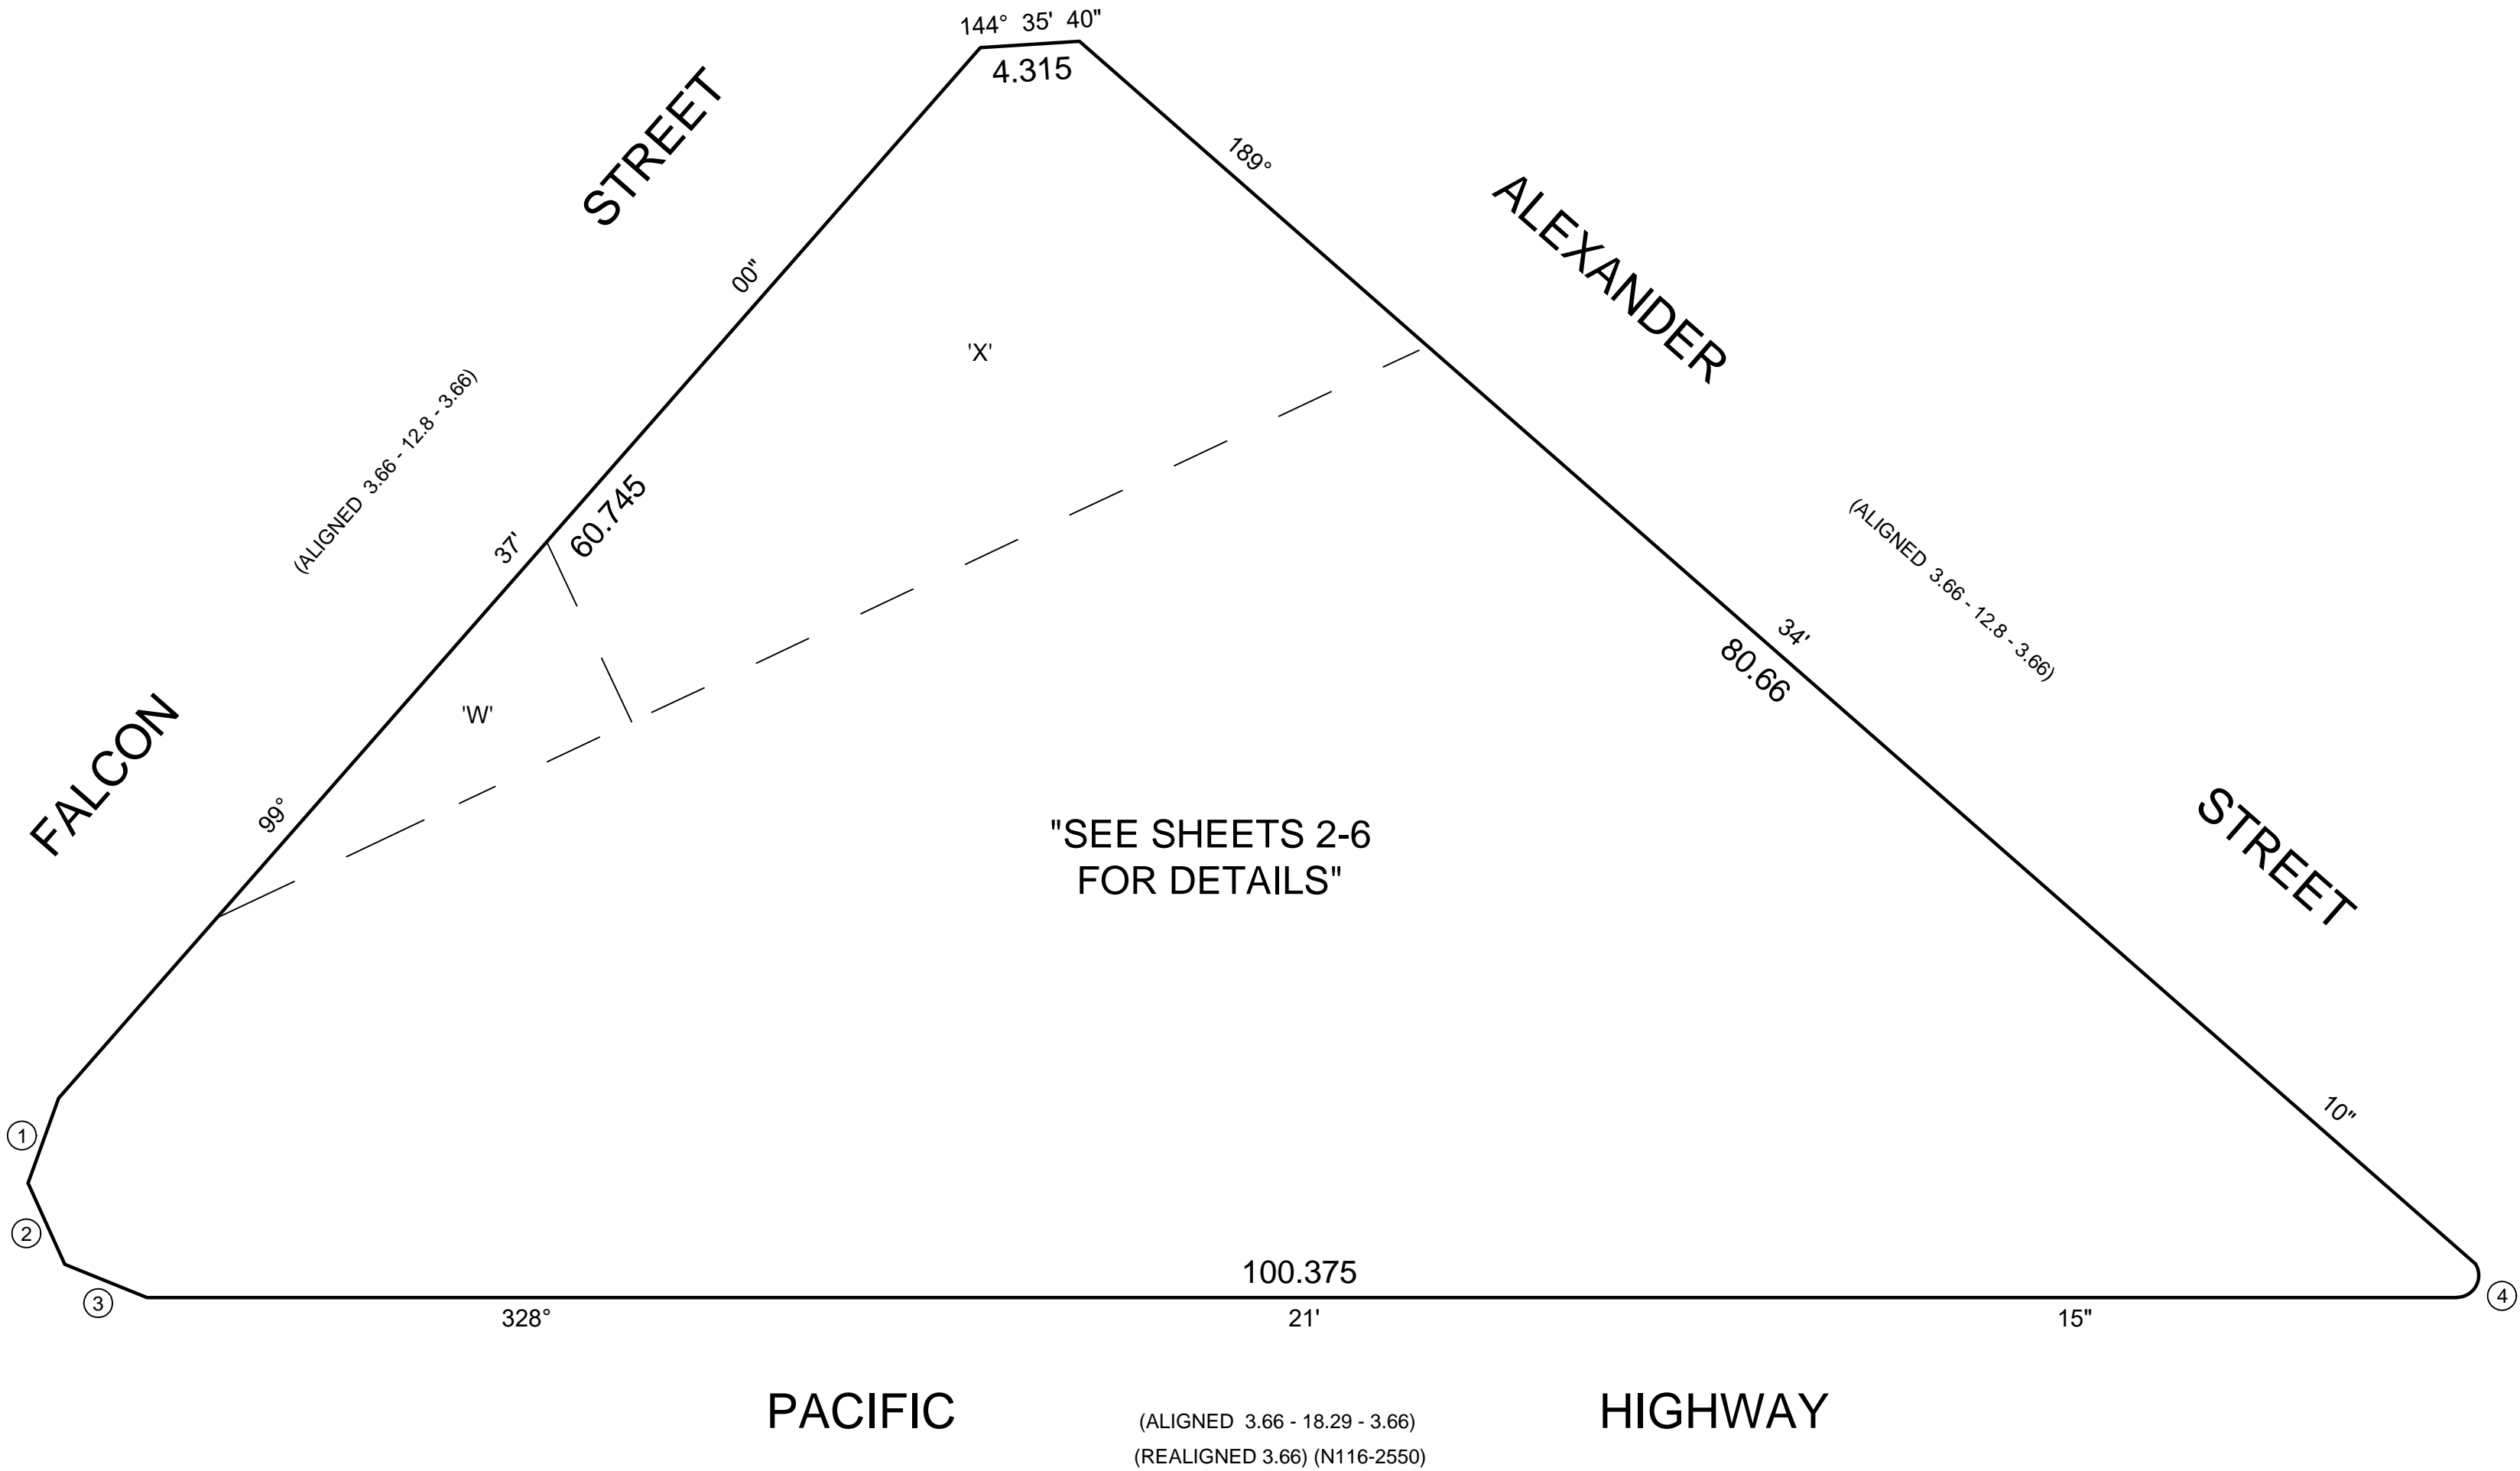 144° 35' 40"
4.315
STREET
189°
ALEXANDER
00"
'X'
(ALIGNED 3.66 - 12.8 - 3.66)
60.745
37'
(ALIGNED 3.66 - 12.8 - 3.66)
34'
80.66
FALCON
'W'
99°
"SEE SHEETS 2-6
FOR DETAILS"
STREET
10"
1
2
3
100.375
4
328° 21' 15"
PACIFIC HIGHWAY
(ALIGNED 3.66 - 18.29 - 3.66)
(REALIGNED 3.66) (N116-2550)